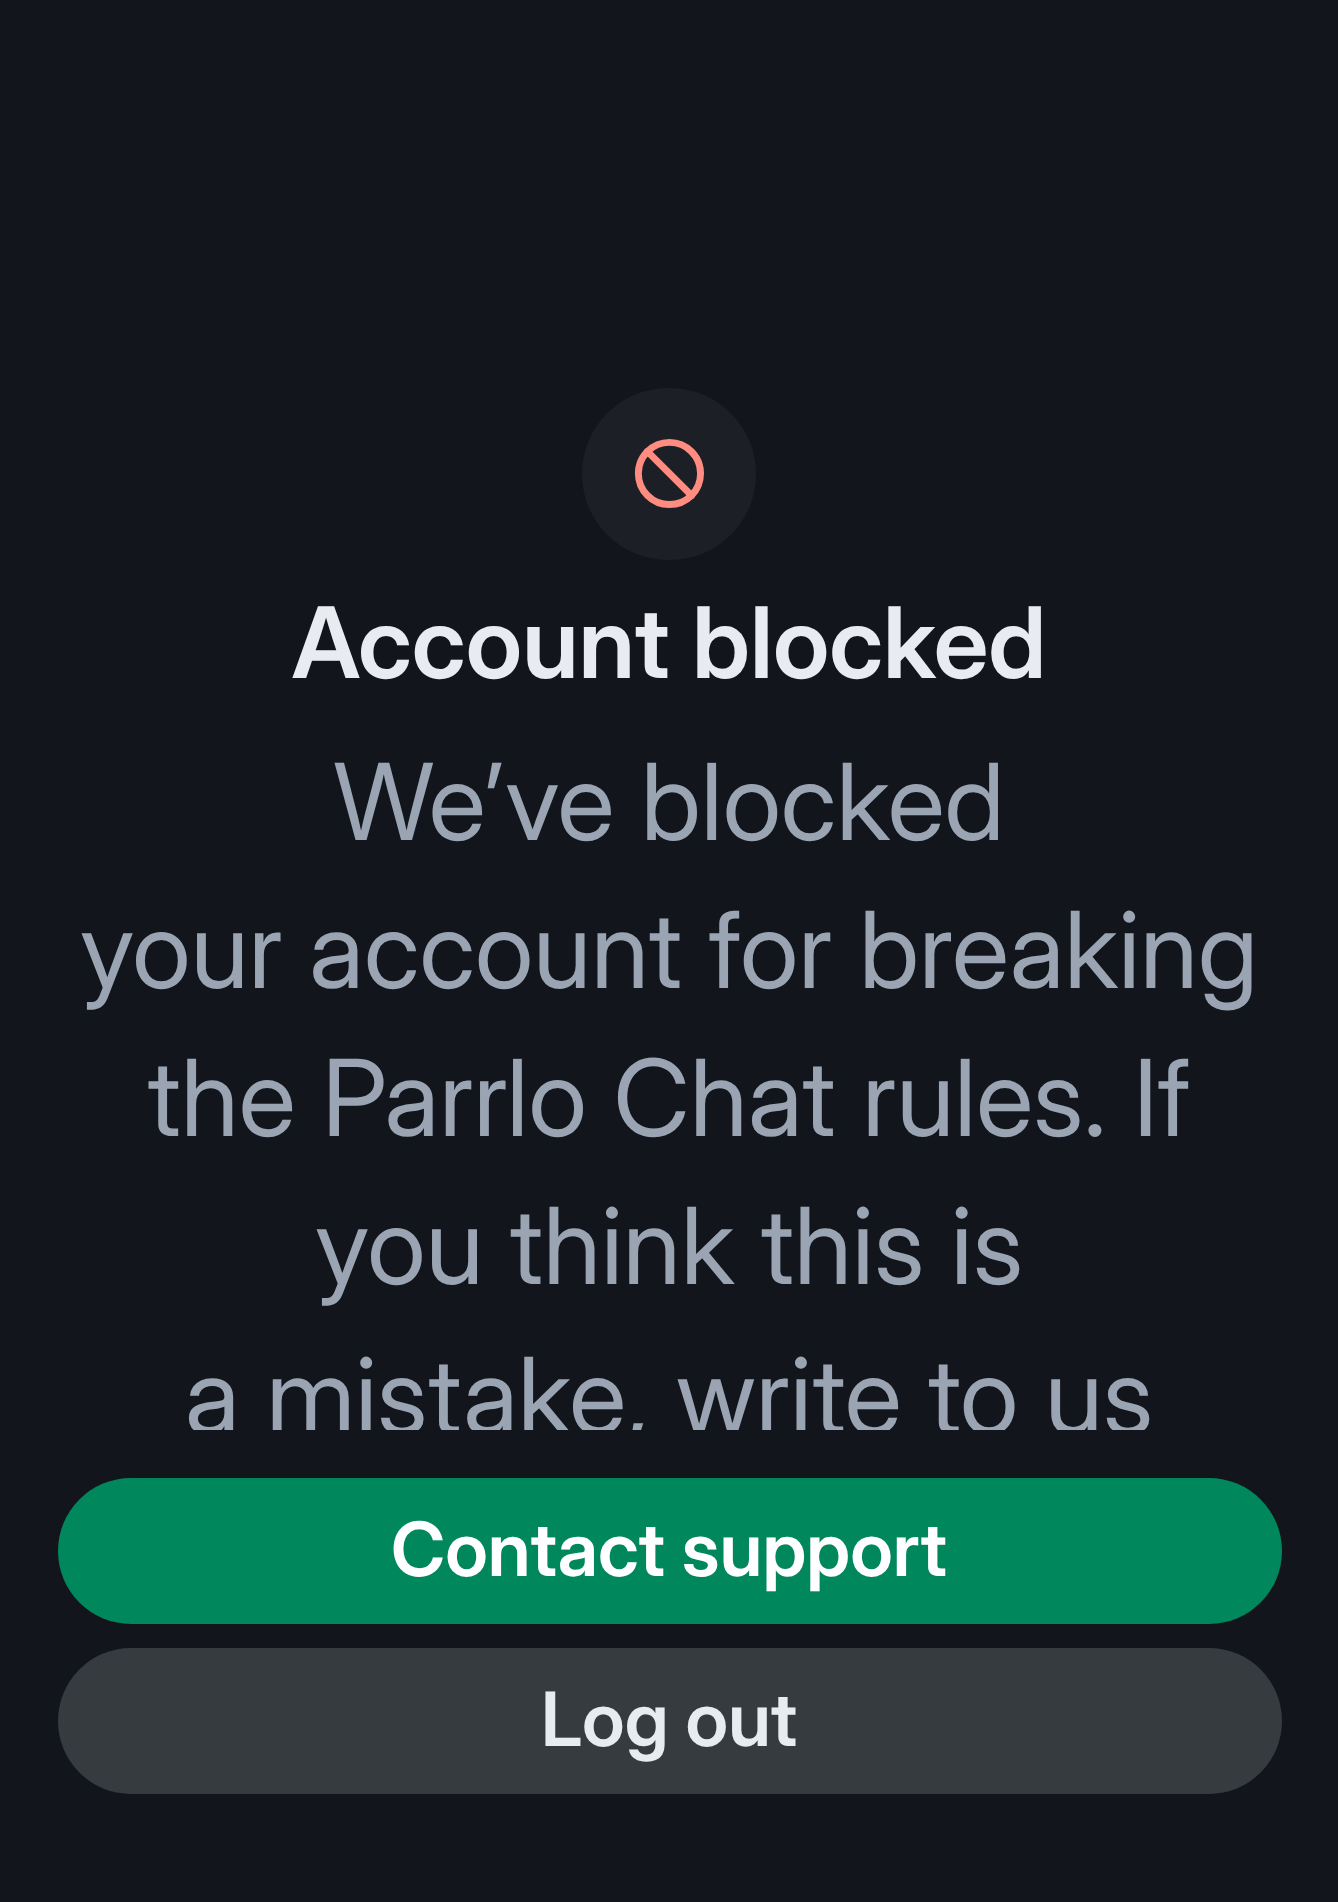 Account blocked
We’ve blocked
your account for breaking
the Parrlo Chat rules. If
you think this is
a mistake, write to us
Contact support
Log out